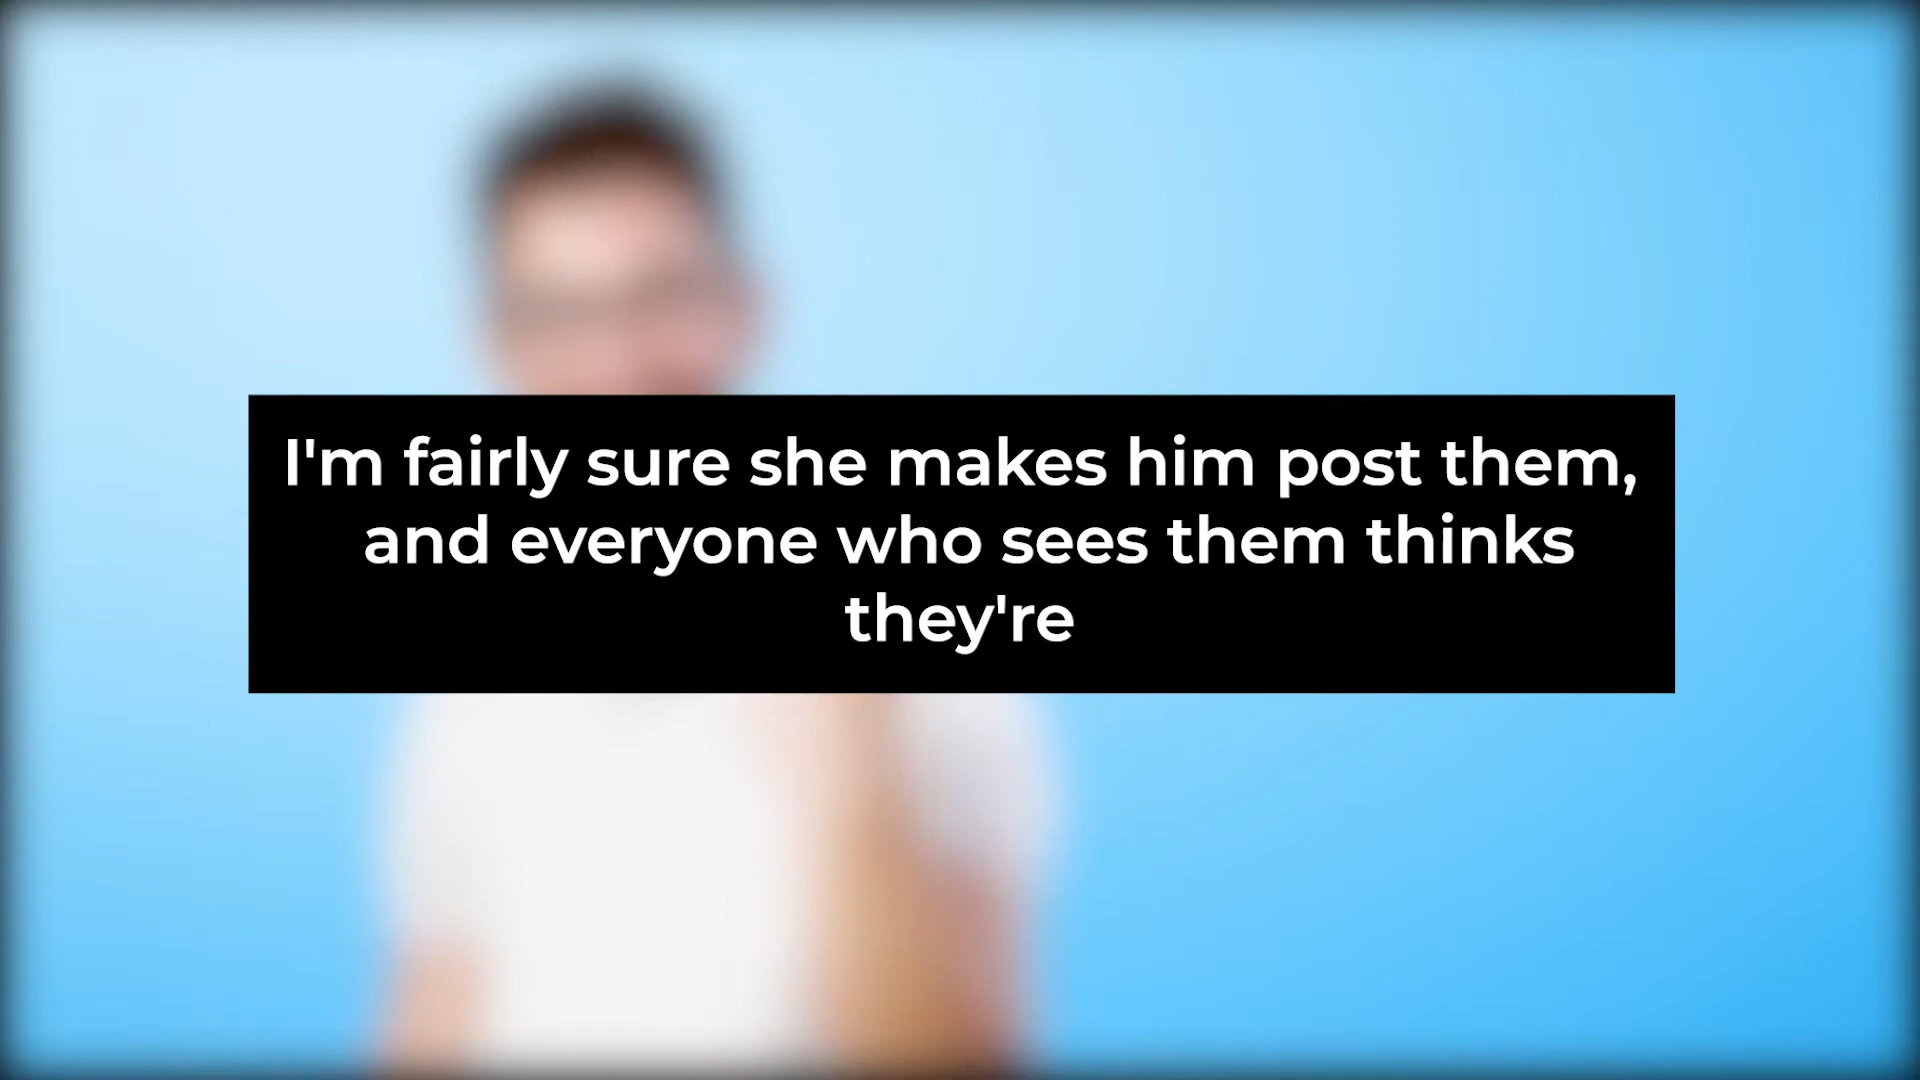 I'm fairly sure she makes him post them,
and everyone who sees them thinks
they're